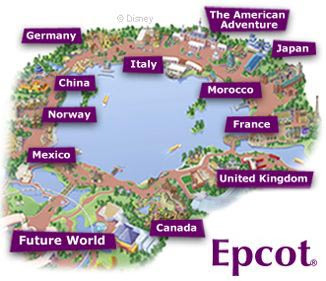 © Disney
The American
Adventure
Germany
Japan
Italy
China
Morocco
Norway
France
Mexico
United Kingdom
Canada
Future World
Epcot®